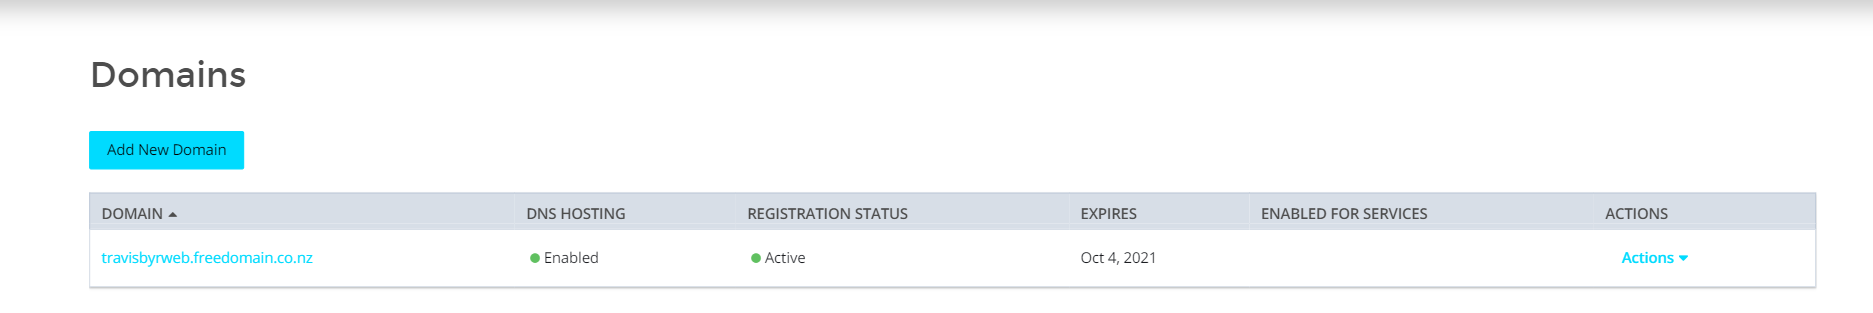 Domains
Add New Domain
DOMAIN DNS HOSTING REGISTRATION STATUS EXPIRES ENABLED FOR SERVICES ACTIONS
travisbyrweb.freedomain.co.nz Enabled Active Oct 4, 2021 Actions